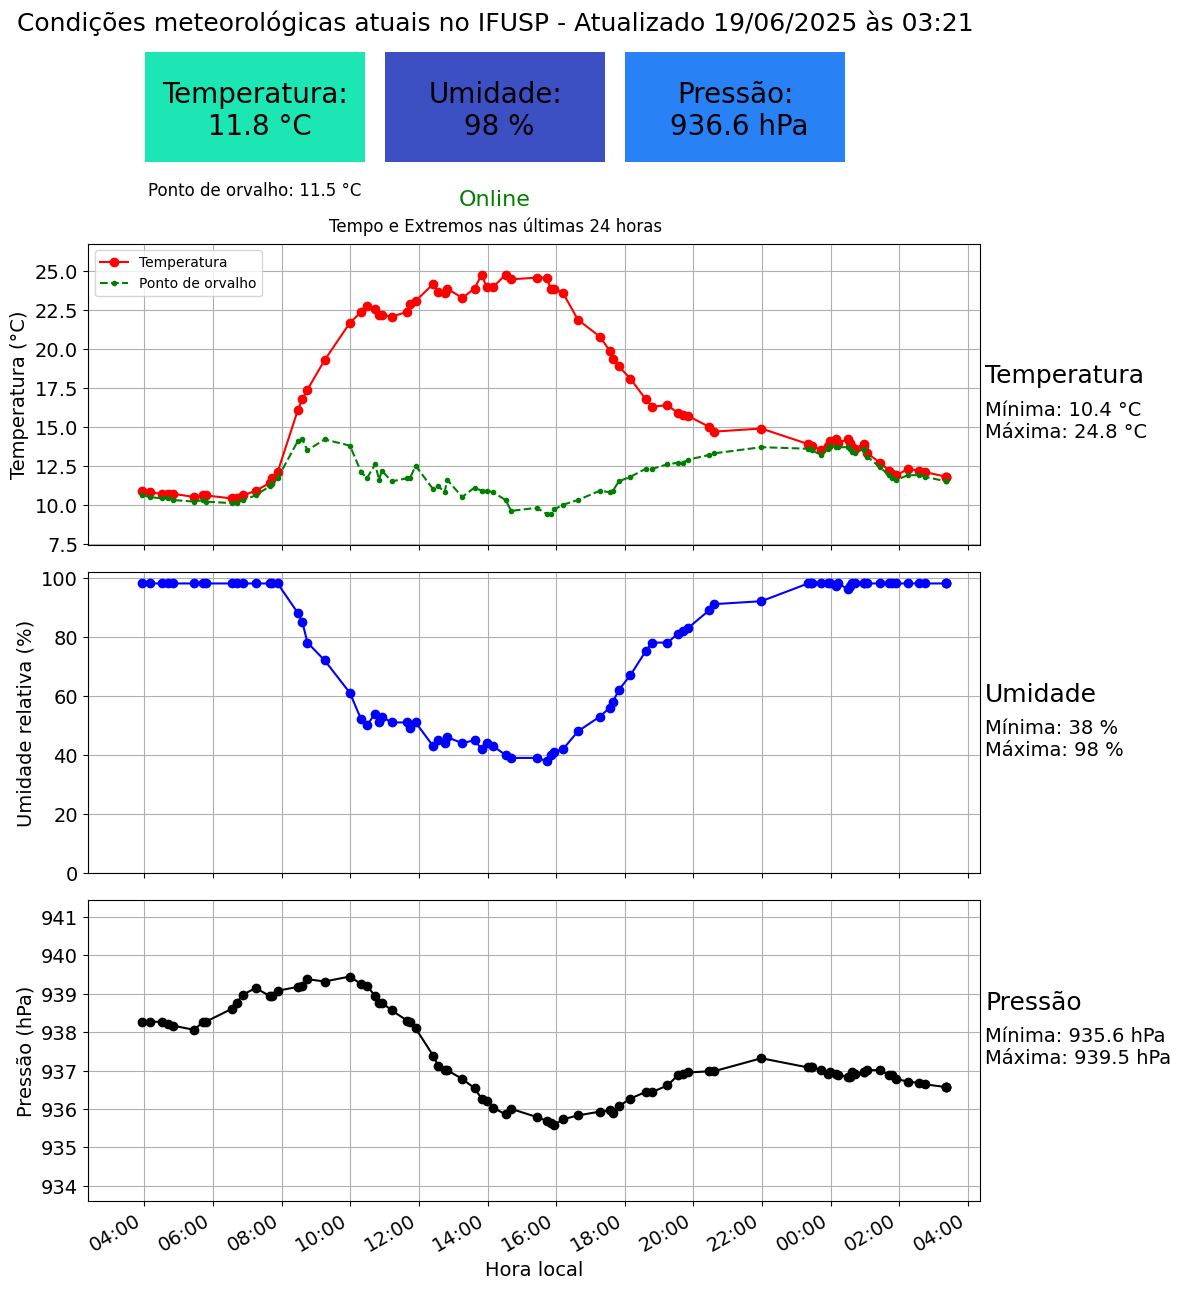 Condições meteorológicas atuais no IFUSP - Atualizado 19/06/2025 às 03:21
Temperatura:
11.8 °C
Umidade:
98 %
Pressão:
936.6 hPa
Ponto de orvalho: 11.5 °C
Online
Tempo e Extremos nas últimas 24 horas
Temperatura
Ponto de orvalho
Temperatura (°C)
25.0
22.5
20.0
17.5
15.0
12.5
10.0
7.5
Temperatura
Mínima: 10.4 °C
Máxima: 24.8 °C
Umidade relativa (%)
100
80
60
40
20
0
Umidade
Mínima: 38 %
Máxima: 98 %
Pressão (hPa)
941
940
939
938
937
936
935
934
Pressão
Mínima: 935.6 hPa
Máxima: 939.5 hPa
04:00 06:00 08:00 10:00 12:00 14:00 16:00 18:00 20:00 22:00 00:00 02:00 04:00
Hora local